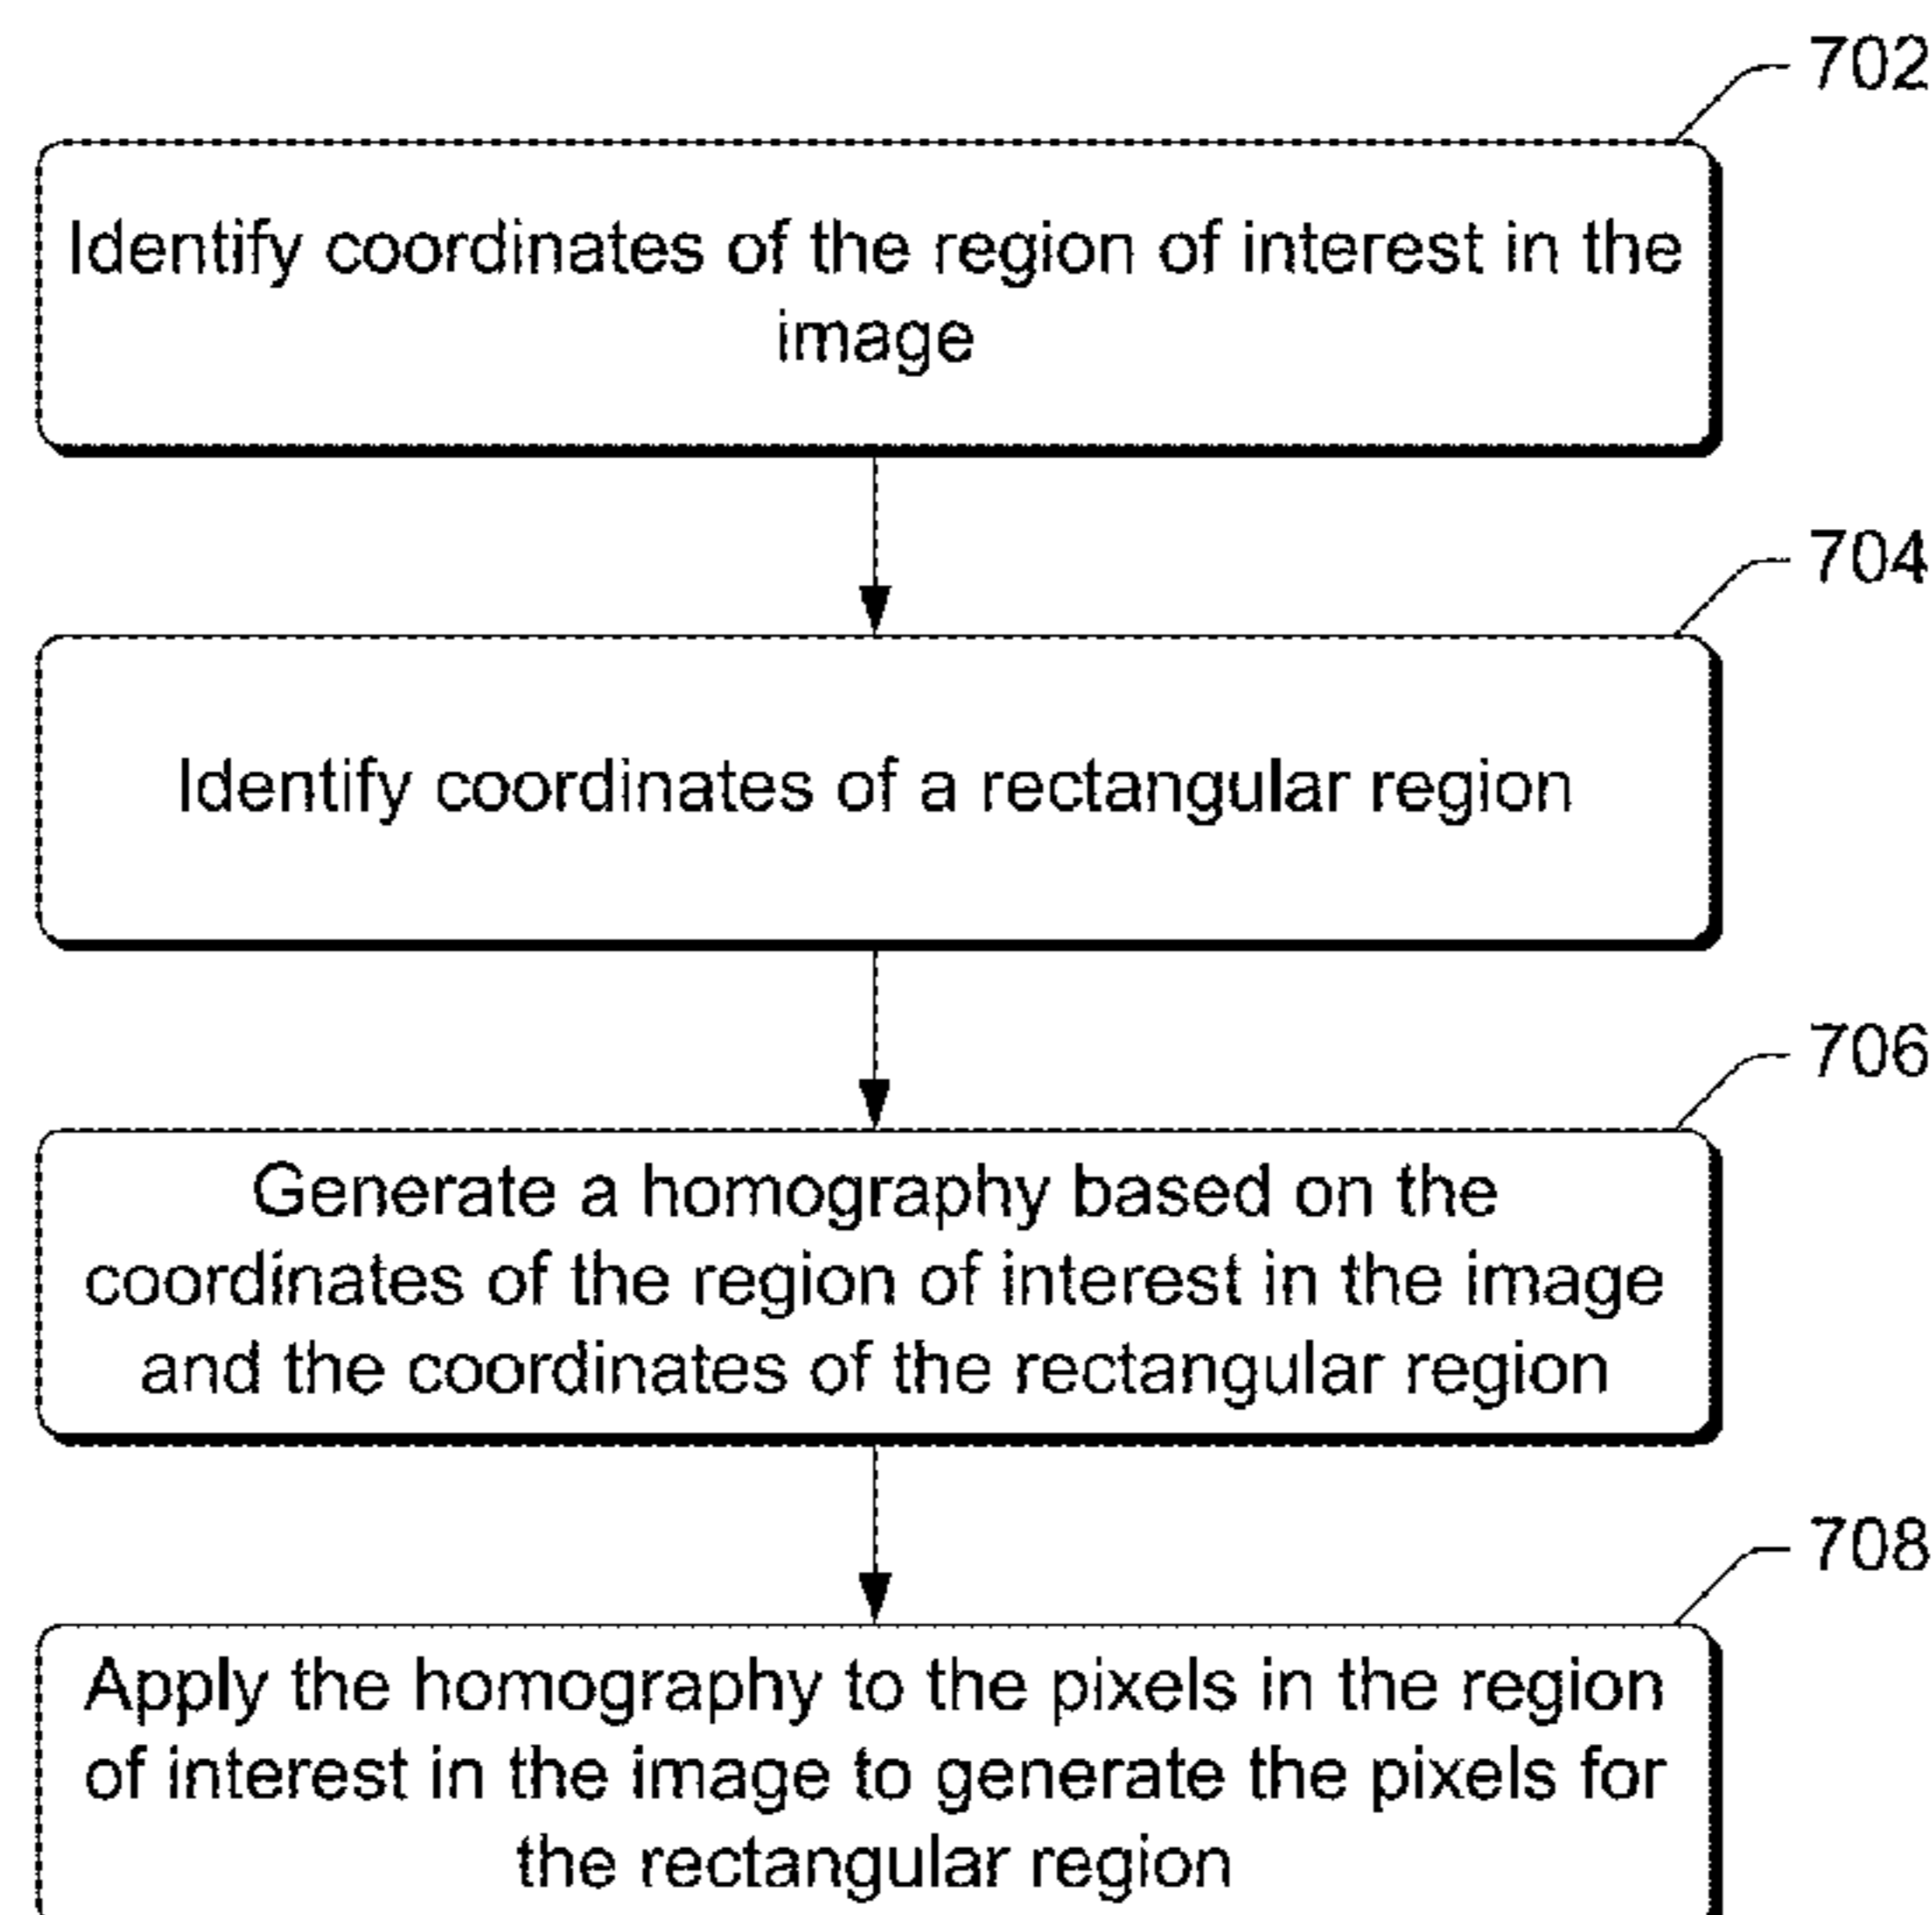 702
Identify coordinates of the region of interest in the
image
704
Identify coordinates of a rectangular region
706
Generate a homography based on the
coordinates of the region of interest in the image
and the coordinates of the rectangular region
708
Apply the homography to the pixels in the region
of interest in the image to generate the pixels for
the rectangular region